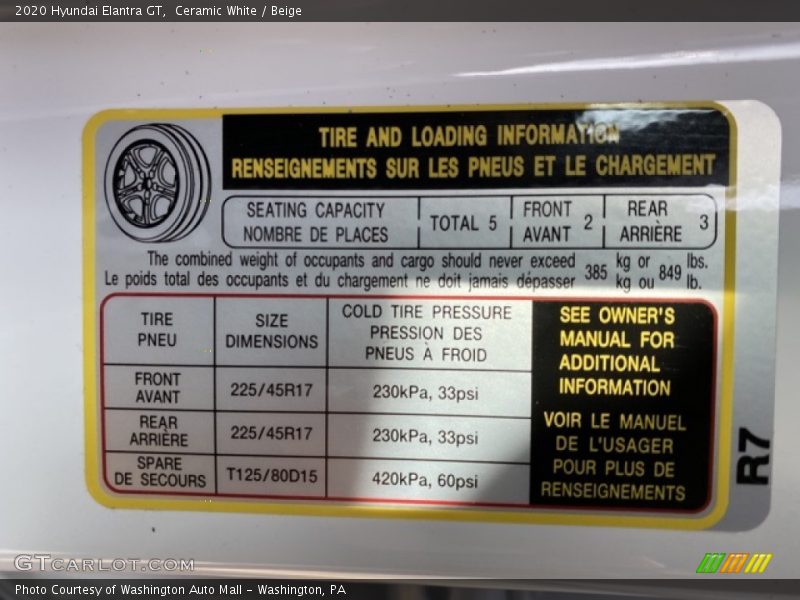 2020 Hyundai Elantra GT, Ceramic White / Beige
TIRE AND LOADING INFORMATION
RENSEIGNEMENTS SUR LES PNEUS ET LE CHARGEMENT
SEATING CAPACITY
NOMBRE DE PLACES
TOTAL 5
FRONT
AVANT
2
REAR
ARRIÈRE
3
The combined weight of occupants and cargo should never exceed
Le poids total des occupants et du chargement ne doit jamais dépasser
385
kg or
kg ou
849
lbs.
lb.
TIRE
PNEU
SIZE
DIMENSIONS
COLD TIRE PRESSURE
PRESSION DES
PNEUS À FROID
FRONT
AVANT
225/45R17
230kPa, 33psi
REAR
ARRIÈRE
225/45R17
230kPa, 33psi
SPARE
DE SECOURS
T125/80D15
420kPa, 60psi
SEE OWNER'S
MANUAL FOR
ADDITIONAL
INFORMATION
VOIR LE MANUEL
DE L'USAGER
POUR PLUS DE
RENSEIGNEMENTS
R7
GTCARLOT.COM
Photo Courtesy of Washington Auto Mall - Washington, PA